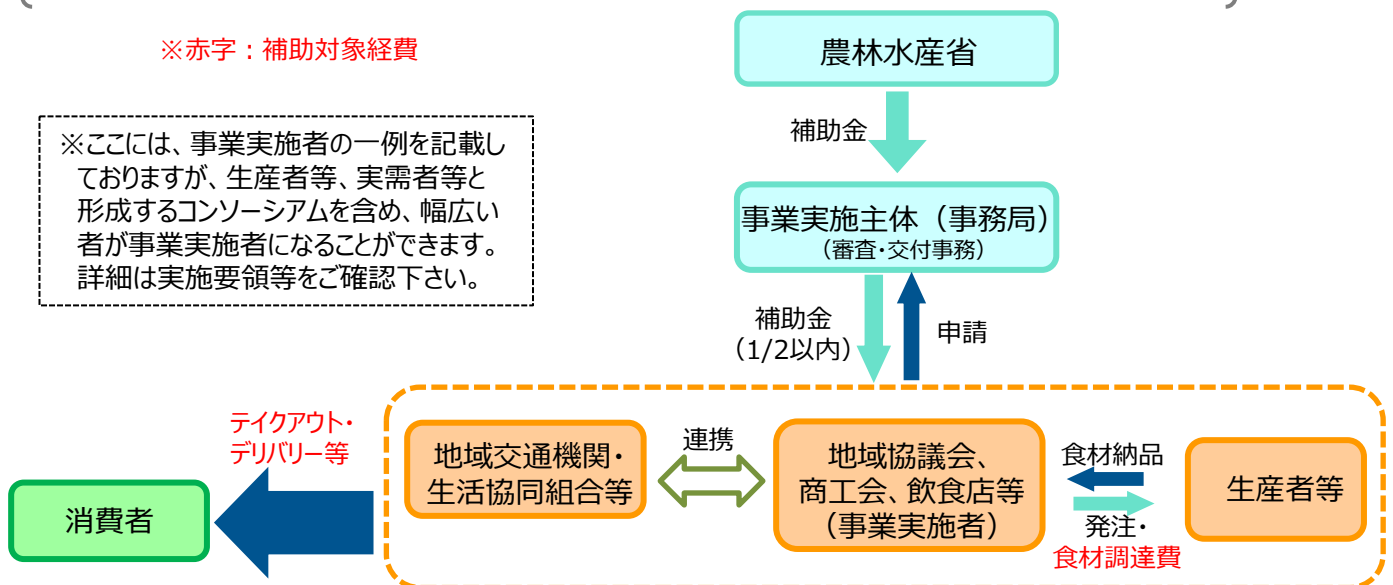 ※赤字：補助対象経費
農林水産省
補助金
※ここには、事業実施者の一例を記載し
ておりますが、生産者等、実需者等と
形成するコンソーシアムを含め、幅広い
者が事業実施者になることができます。
詳細は実施要領等をご確認下さい。
事業実施主体（事務局）
（審査・交付事務）
補助金
（1/2以内）
申請
テイクアウト・
デリバリー等
消費者
地域交通機関・
生活協同組合等
連携
地域協議会、
商工会、飲食店等
（事業実施者）
食材納品
発注・
食材調達費
生産者等